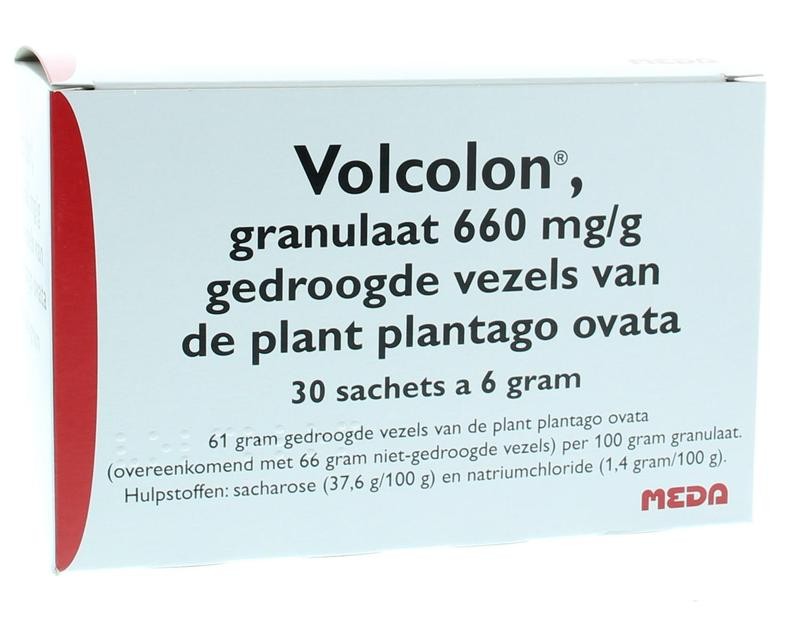 Volcolon®,
granulaat 660 mg/g
gedroogde vezels van
de plant plantago ovata
30 sachets a 6 gram
61 gram gedroogde vezels van de plant plantago ovata
(overeenkomend met 66 gram niet-gedroogde vezels) per 100 gram granulaat.
Hulpstoffen: sacharose (37,6 g/100 g) en natriumchloride (1,4 gram/100 g).
MEDA